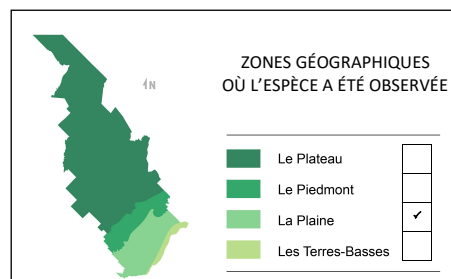 ZONES GÉOGRAPHIQUES
OÙ L'ESPÈCE A ÉTÉ OBSERVÉE
N
Le Plateau
Le Piedmont
La Plaine ✓
Les Terres-Basses